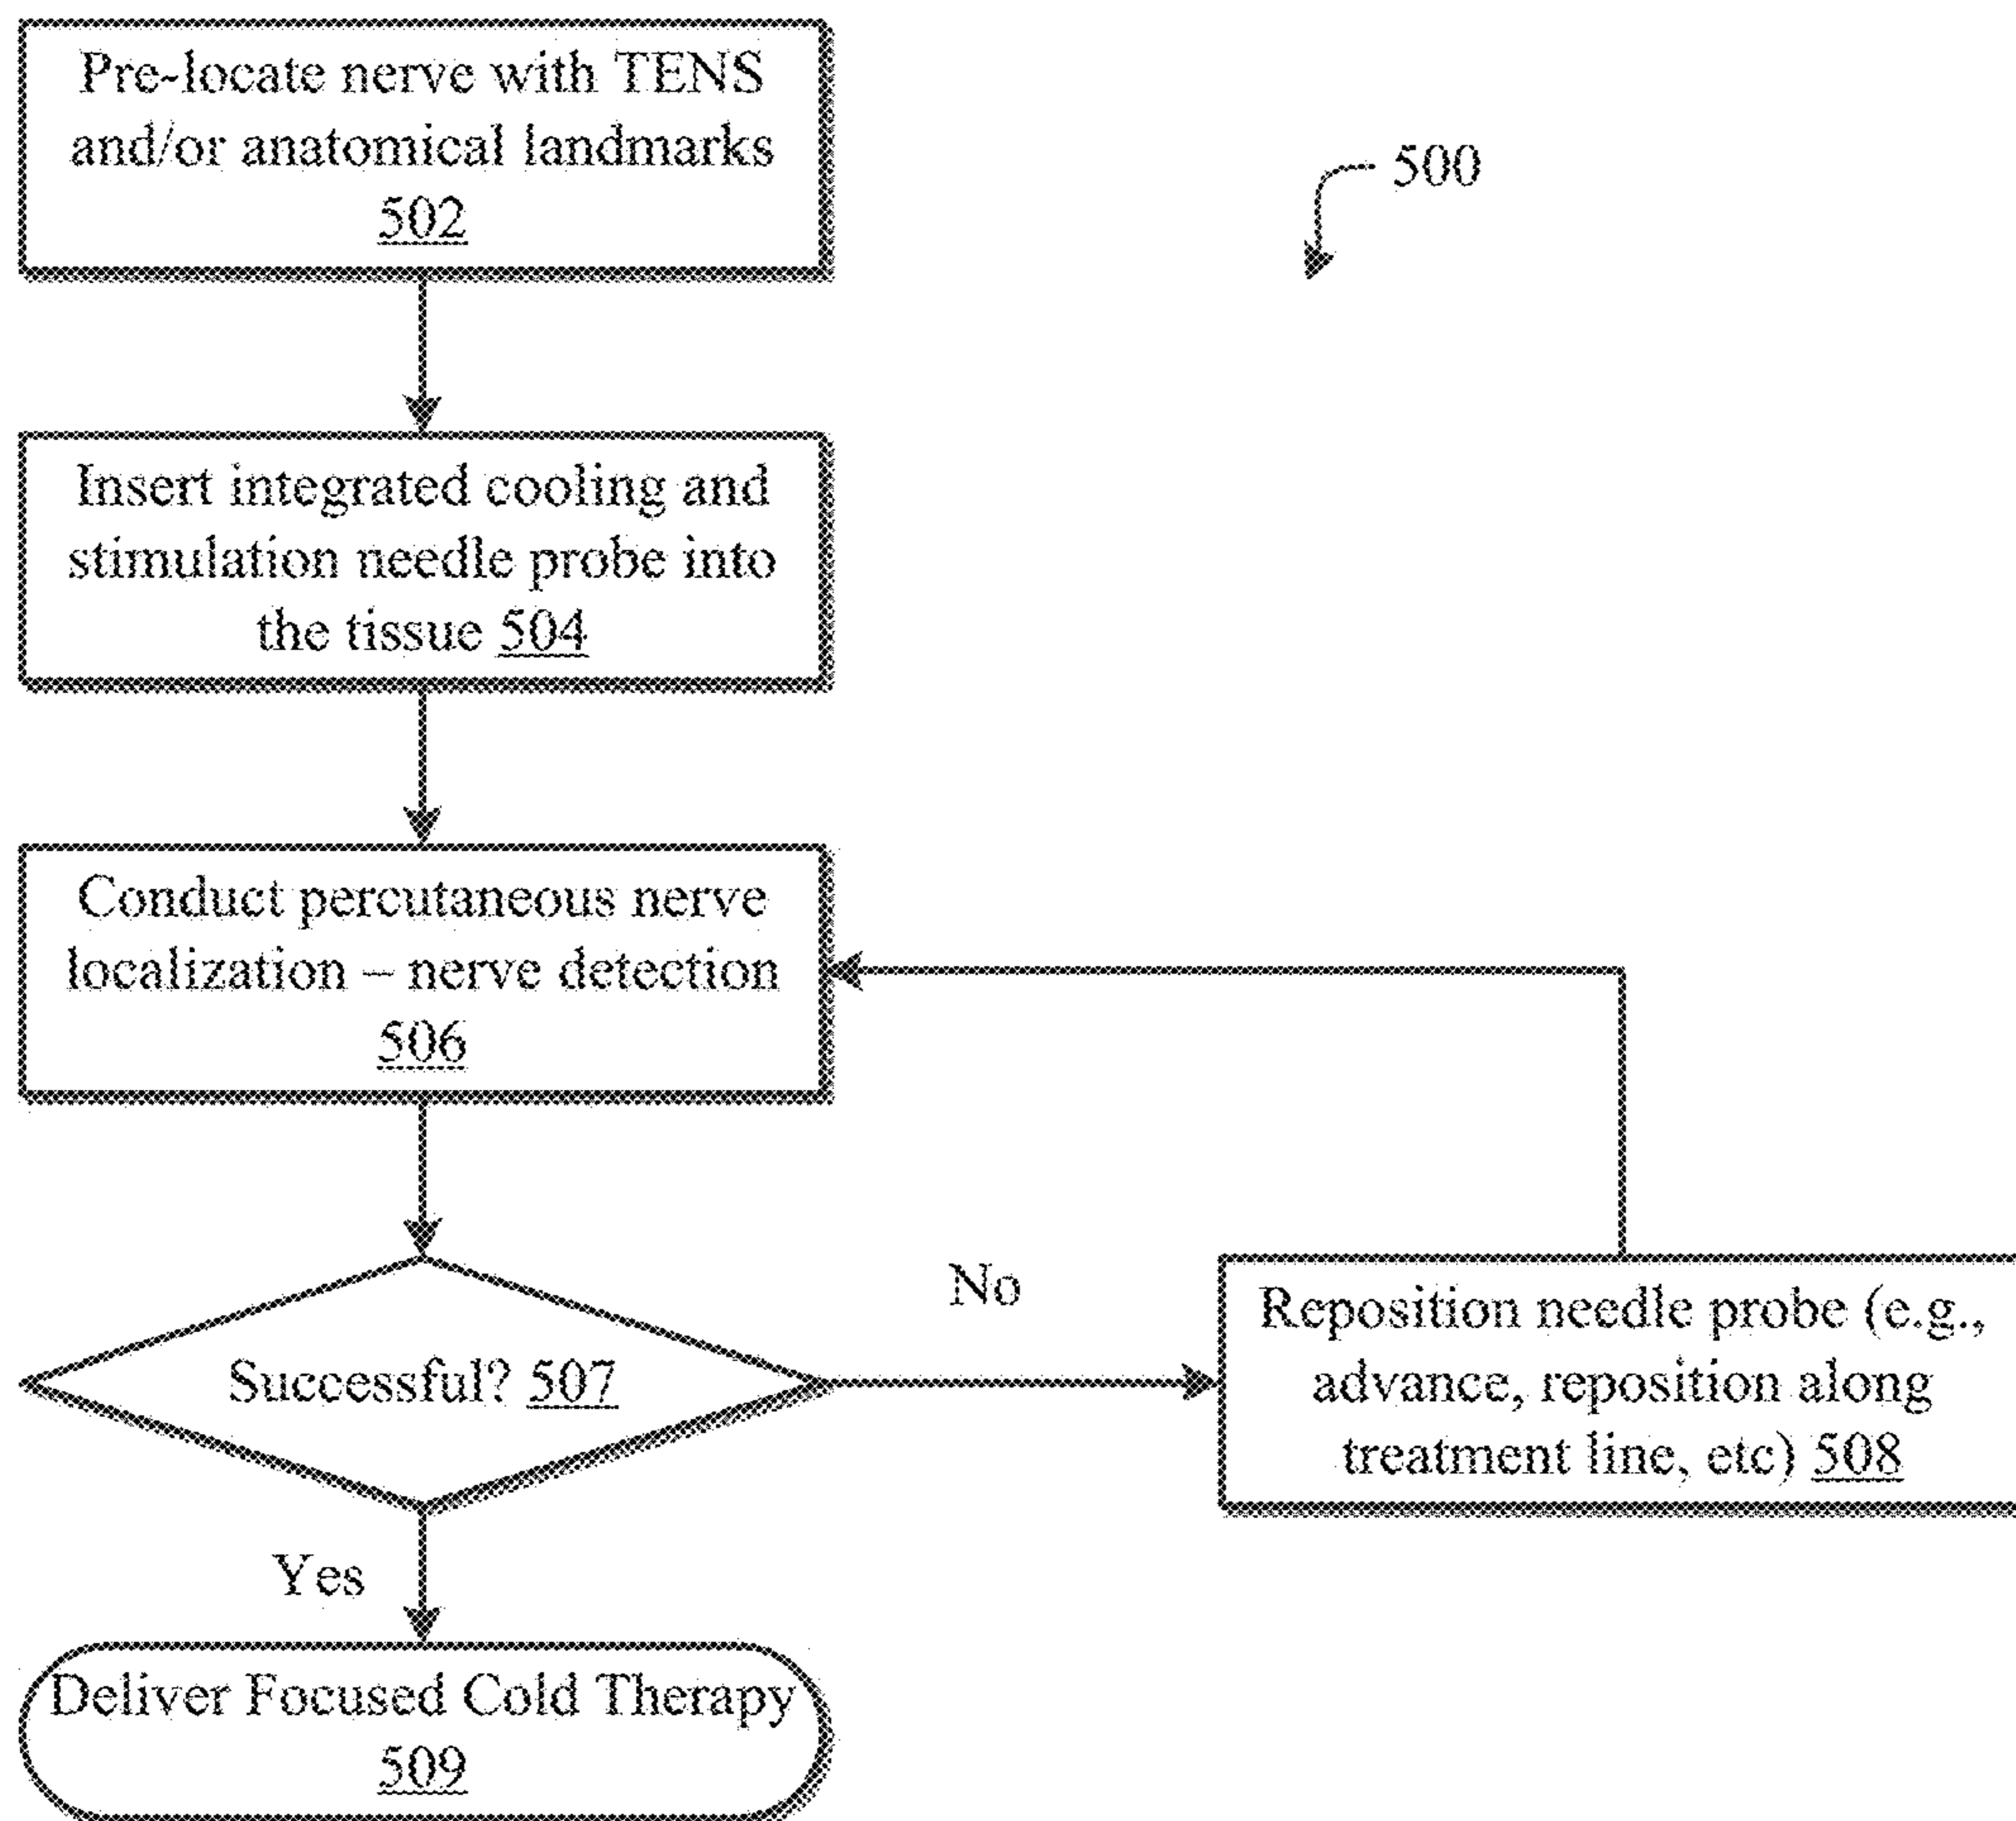 Pre-locate nerve with TENS
and/or anatomical landmarks
502
500
Insert integrated cooling and
stimulation needle probe into
the tissue 504
Conduct percutaneous nerve
localization – nerve detection
506
Successful? 507
No
Reposition needle probe (e.g.,
advance, reposition along
treatment line, etc) 508
Yes
Deliver Focused Cold Therapy
509